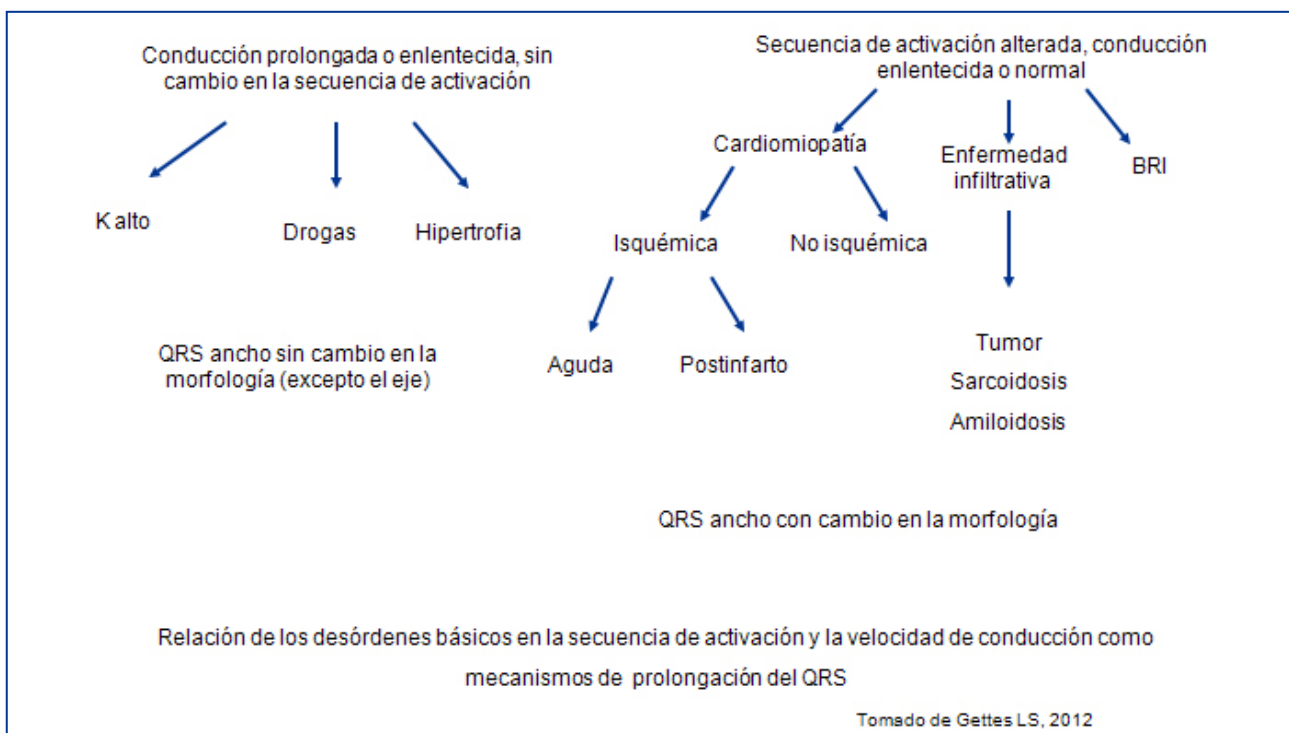 Conducción prolongada o enlentecida, sin
cambio en la secuencia de activación
K alto
Drogas
Hipertrofia
QRS ancho sin cambio en la
morfología (excepto el eje)
Secuencia de activación alterada, conducción
enlentecida o normal
Cardiomiopatía
Enfermedad
infiltrativa
BRI
Isquémica
No isquémica
Aguda
Postinfarto
Tumor
Sarcoidosis
Amiloidosis
QRS ancho con cambio en la morfología
Relación de los desórdenes básicos en la secuencia de activación y la velocidad de conducción como
mecanismos de prolongación del QRS
Tomado de Gettes LS, 2012